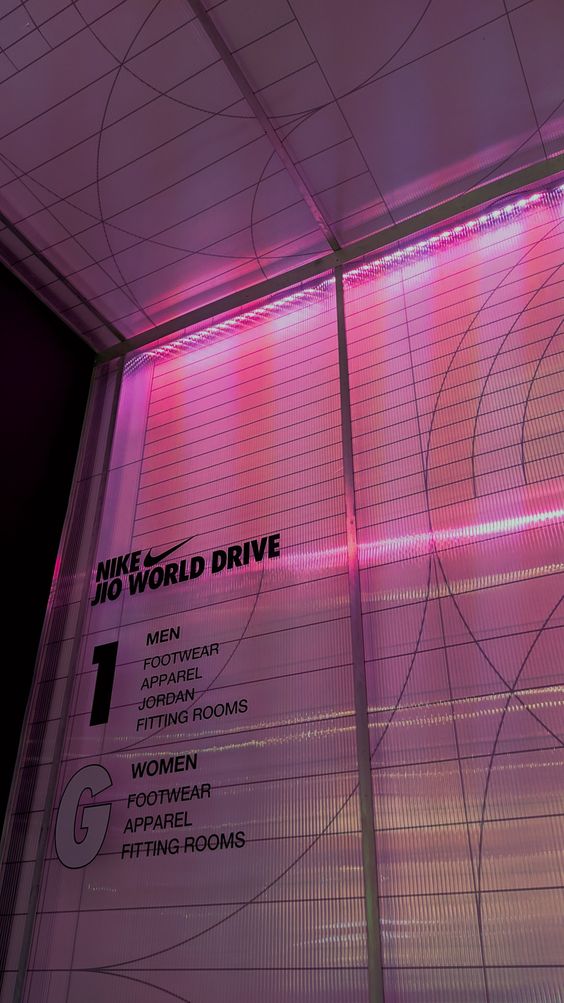 NIKE
JIO WORLD DRIVE
1
MEN
FOOTWEAR
APPAREL
JORDAN
FITTING ROOMS
G
WOMEN
FOOTWEAR
APPAREL
FITTING ROOMS